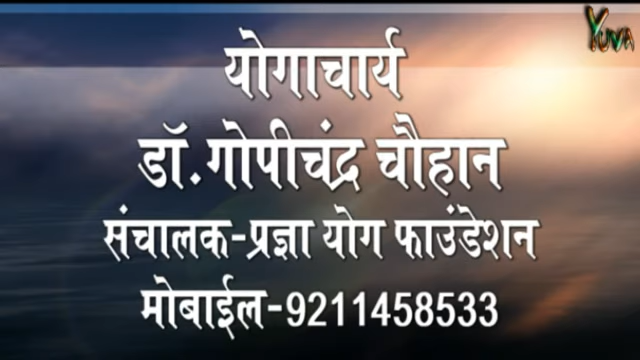 YUVA
योगाचार्य
डॉ.गोपीचंद्र चौहान
संचालक-प्रज्ञा योग फाउंडेशन
मोबाईल-9211458533